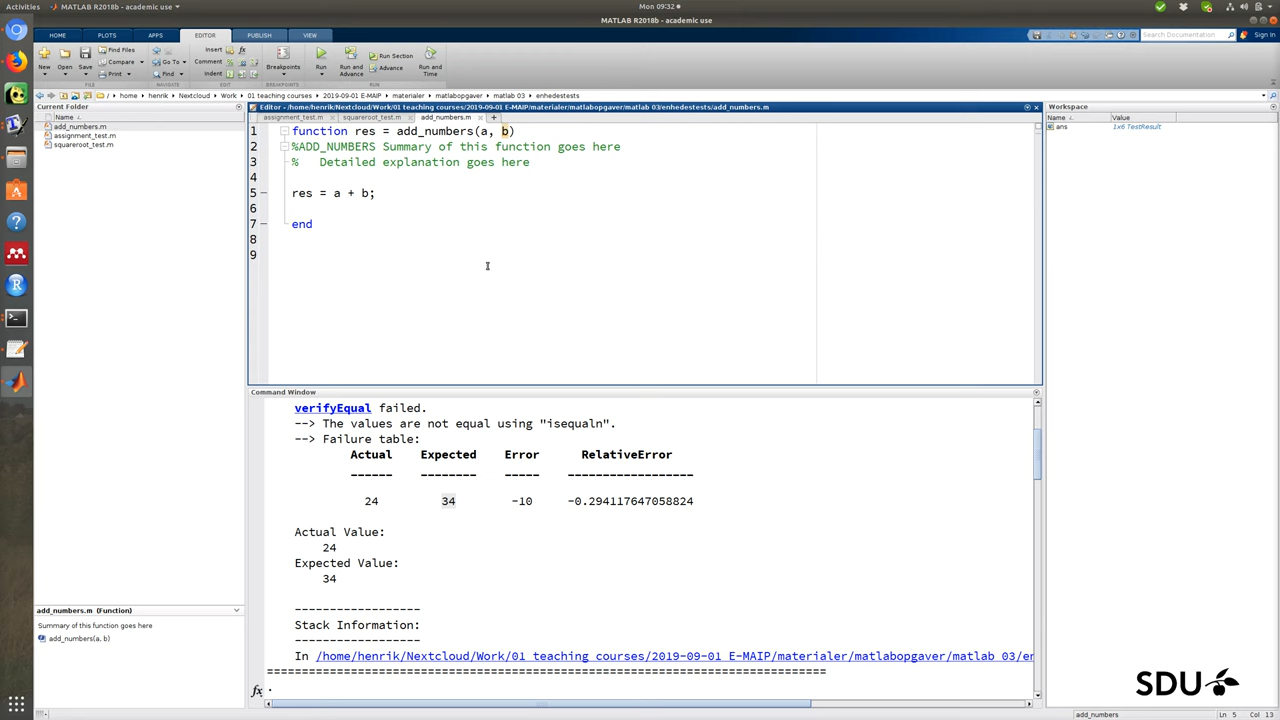 Activities
MATLAB R2018b - academic use
Mon 09:32
MATLAB R2018b - academic use
HOME PLOTS APPS EDITOR PUBLISH VIEW
Search Documentation
Sign In
New Open Save
Find Files
Compare
Print
Go To
Find
Insert
Comment
Indent
Breakpoints
Run
Run and Advance
Run Section
Advance
Run and Time
FILE NAVIGATE EDIT BREAKPOINTS RUN
/ home henrik Nextcloud Work 01 teaching courses 2019-09-01 E-MAIP materialer matlabopgaver matlab 03 enhedestests
Current Folder
Name
add_numbers.m
assignment_test.m
squareroot_test.m
add_numbers.m (Function)
Summary of this function goes here
add_numbers(a, b)
Editor - /home/henrik/Nextcloud/Work/01 teaching courses/2019-09-01 E-MAIP/materialer/matlabopgaver/matlab 03/enhedestests/add_numbers.m
assignment_test.m squareroot_test.m add_numbers.m
1 function res = add_numbers(a, b)
2 %ADD_NUMBERS Summary of this function goes here
3 %   Detailed explanation goes here
4
5 res = a + b;
6
7 end
8
9
Command Window
verifyEqual failed.
--> The values are not equal using "isequaln".
--> Failure table:
Actual Expected Error RelativeError
------ -------- ----- ------------------
24 34 -10 -0.294117647058824
Actual Value:
24
Expected Value:
34
------------------
Stack Information:
------------------
In /home/henrik/Nextcloud/Work/01 teaching courses/2019-09-01 E-MAIP/materialer/matlabopgaver/matlab 03/en
================================================================================
fx
Workspace
Name Value
ans 1x6 TestResult
SDU
add_numbers Ln 5 Col 13